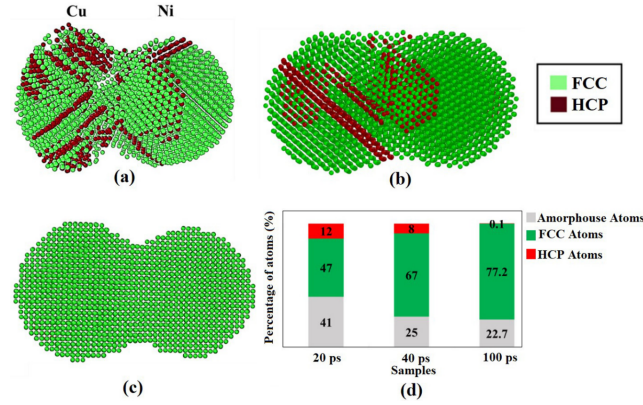 Cu Ni
FCC
HCP
(a)
(b)
Percentage of atoms (%)
12
47
41
8
67
25
0.1
77.2
22.7
Amorphouse Atoms
FCC Atoms
HCP Atoms
20 ps 40 ps 100 ps
Samples
(c)
(d)